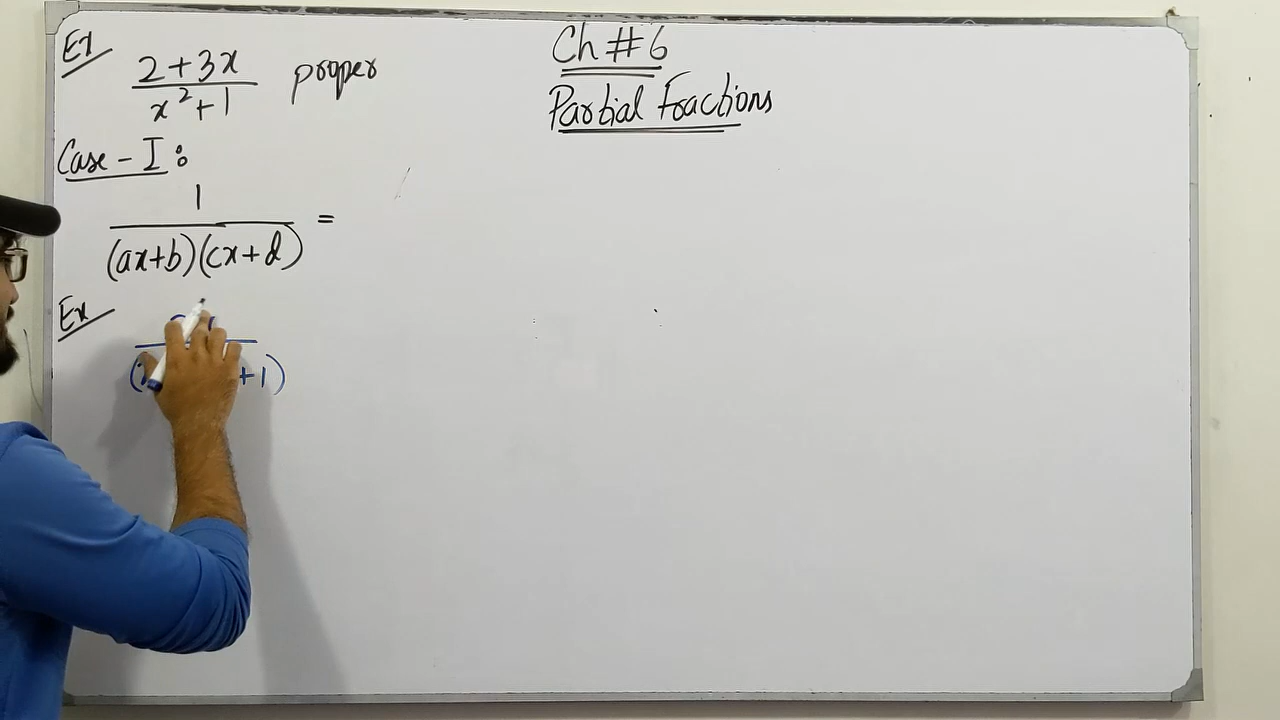 Ex
2+3x
x²+1
proper
Ch #6
Partial Fractions
Case - I :
1
(ax+b)(cx+d)
=
Ex
+1)